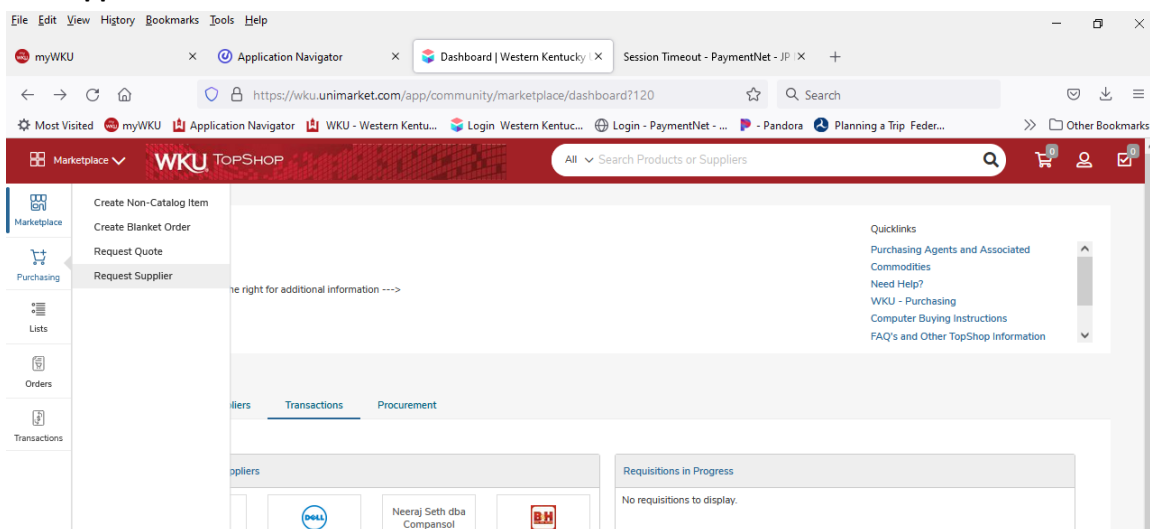 File Edit View History Bookmarks Tools Help
myWKU Application Navigator Dashboard | Western Kentucky Session Timeout - PaymentNet - JP
https://wku.unimarket.com/app/community/marketplace/dashboard?120 Search
Most Visited myWKU Application Navigator WKU - Western Kentu... Login Western Kentuc... Login - PaymentNet - ... - Pandora Planning a Trip Feder... Other Bookmarks
Marketplace WKU TOPSHOP All Search Products or Suppliers 0 0
Marketplace
Purchasing
Lists
Orders
Transactions
Create Non-Catalog Item
Create Blanket Order
Request Quote
Request Supplier
he right for additional information --->
Quicklinks
Purchasing Agents and Associated
Commodities
Need Help?
WKU - Purchasing
Computer Buying Instructions
FAQ's and Other TopShop Information
liers Transactions Procurement
ppliers
DELL
Neeraj Seth dba
Compansol
BH
Requisitions in Progress
No requisitions to display.